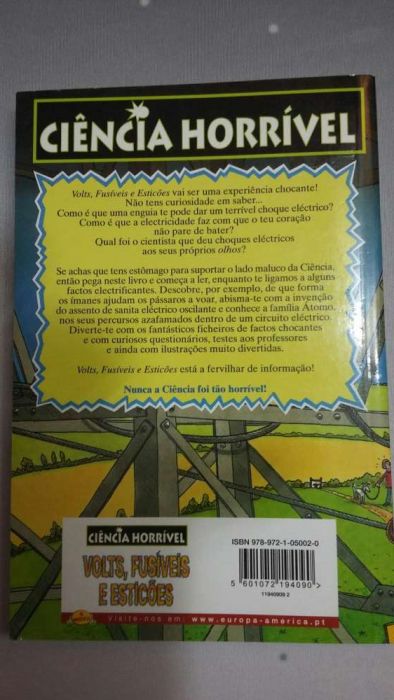 CIÊNCIA HORRÍVEL
Volts, Fusíveis e Esticões vai ser uma experiência chocante!
Não tens curiosidade em saber...
Como é que uma enguia te pode dar um terrível choque eléctrico?
Como é que a electricidade faz com que o teu coração
não pare de bater?
Qual foi o cientista que deu choques eléctricos
aos seus próprios olhos?
Se achas que tens estômago para suportar o lado maluco da Ciência,
então pega neste livro e começa a ler, enquanto te ligamos a alguns
factos electrificantes. Descobre, por exemplo, de que forma
os ímanes ajudam os pássaros a voar, abisma-te com a invenção
do assento de sanita eléctrico oscilante e conhece a família Átomo,
nos seus percursos azafamados dentro de um circuito eléctrico.
Diverte-te com os fantásticos ficheiros de factos chocantes
e com curiosos questionários, testes aos professores
e ainda com ilustrações muito divertidas.
Volts, Fusíveis e Esticões está a fervilhar de informação!
Nunca a Ciência foi tão horrível!
CIÊNCIA HORRÍVEL
VOLTS, FUSÍVEIS
E ESTICÕES
ISBN 978-972-1-05002-0
5 601072 194090 >
11940909 2
visite-nos em: www.europa-america.pt